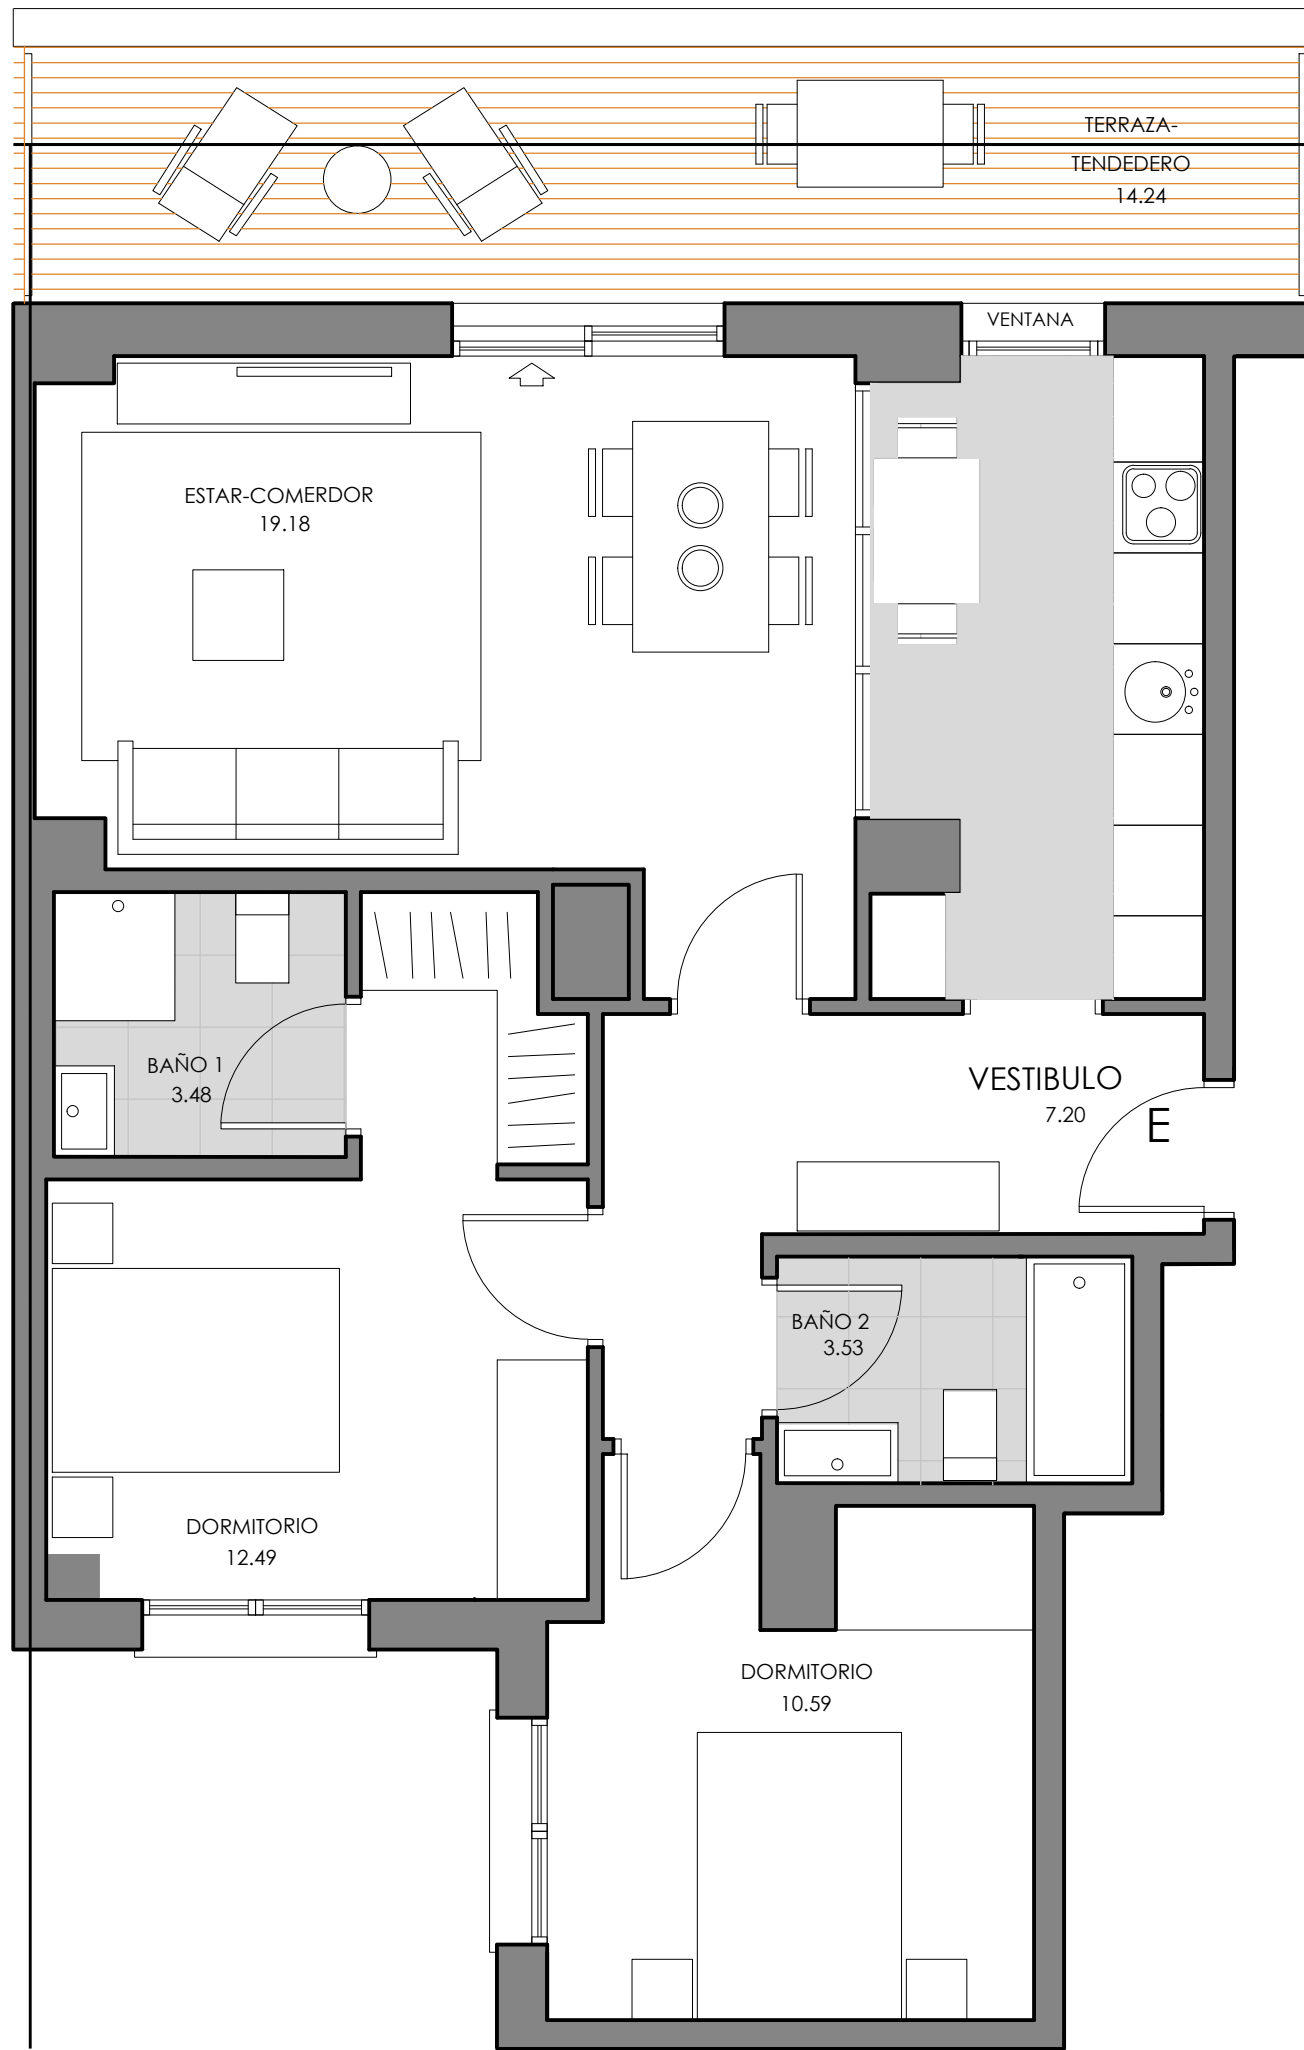 TERRAZA-
TENDEDERO
14.24
VENTANA
ESTAR-COMERDOR
19.18
BAÑO 1
3.48
VESTIBULO
7.20
E
BAÑO 2
3.53
DORMITORIO
12.49
DORMITORIO
10.59